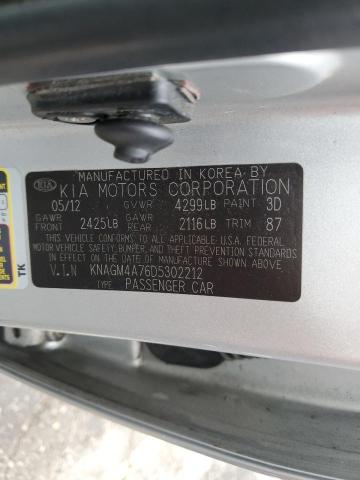 MANUFACTURED IN KOREA BY
KIA KIA MOTORS CORPORATION
05/12 GVWR 4299LB PAINT 3D
GAWR FRONT 2425LB GAWR REAR 2116LB TRIM 87
THIS VEHICLE CONFORMS TO ALL APPLICABLE U.S.A. FEDERAL
MOTOR VEHICLE SAFETY, BUMPER, AND THEFT PREVENTION STANDARDS
IN EFFECT ON THE DATE OF MANUFACTURE SHOWN ABOVE.
V.I.N KNAGM4A76D5302212
TYPE PASSENGER CAR
TK